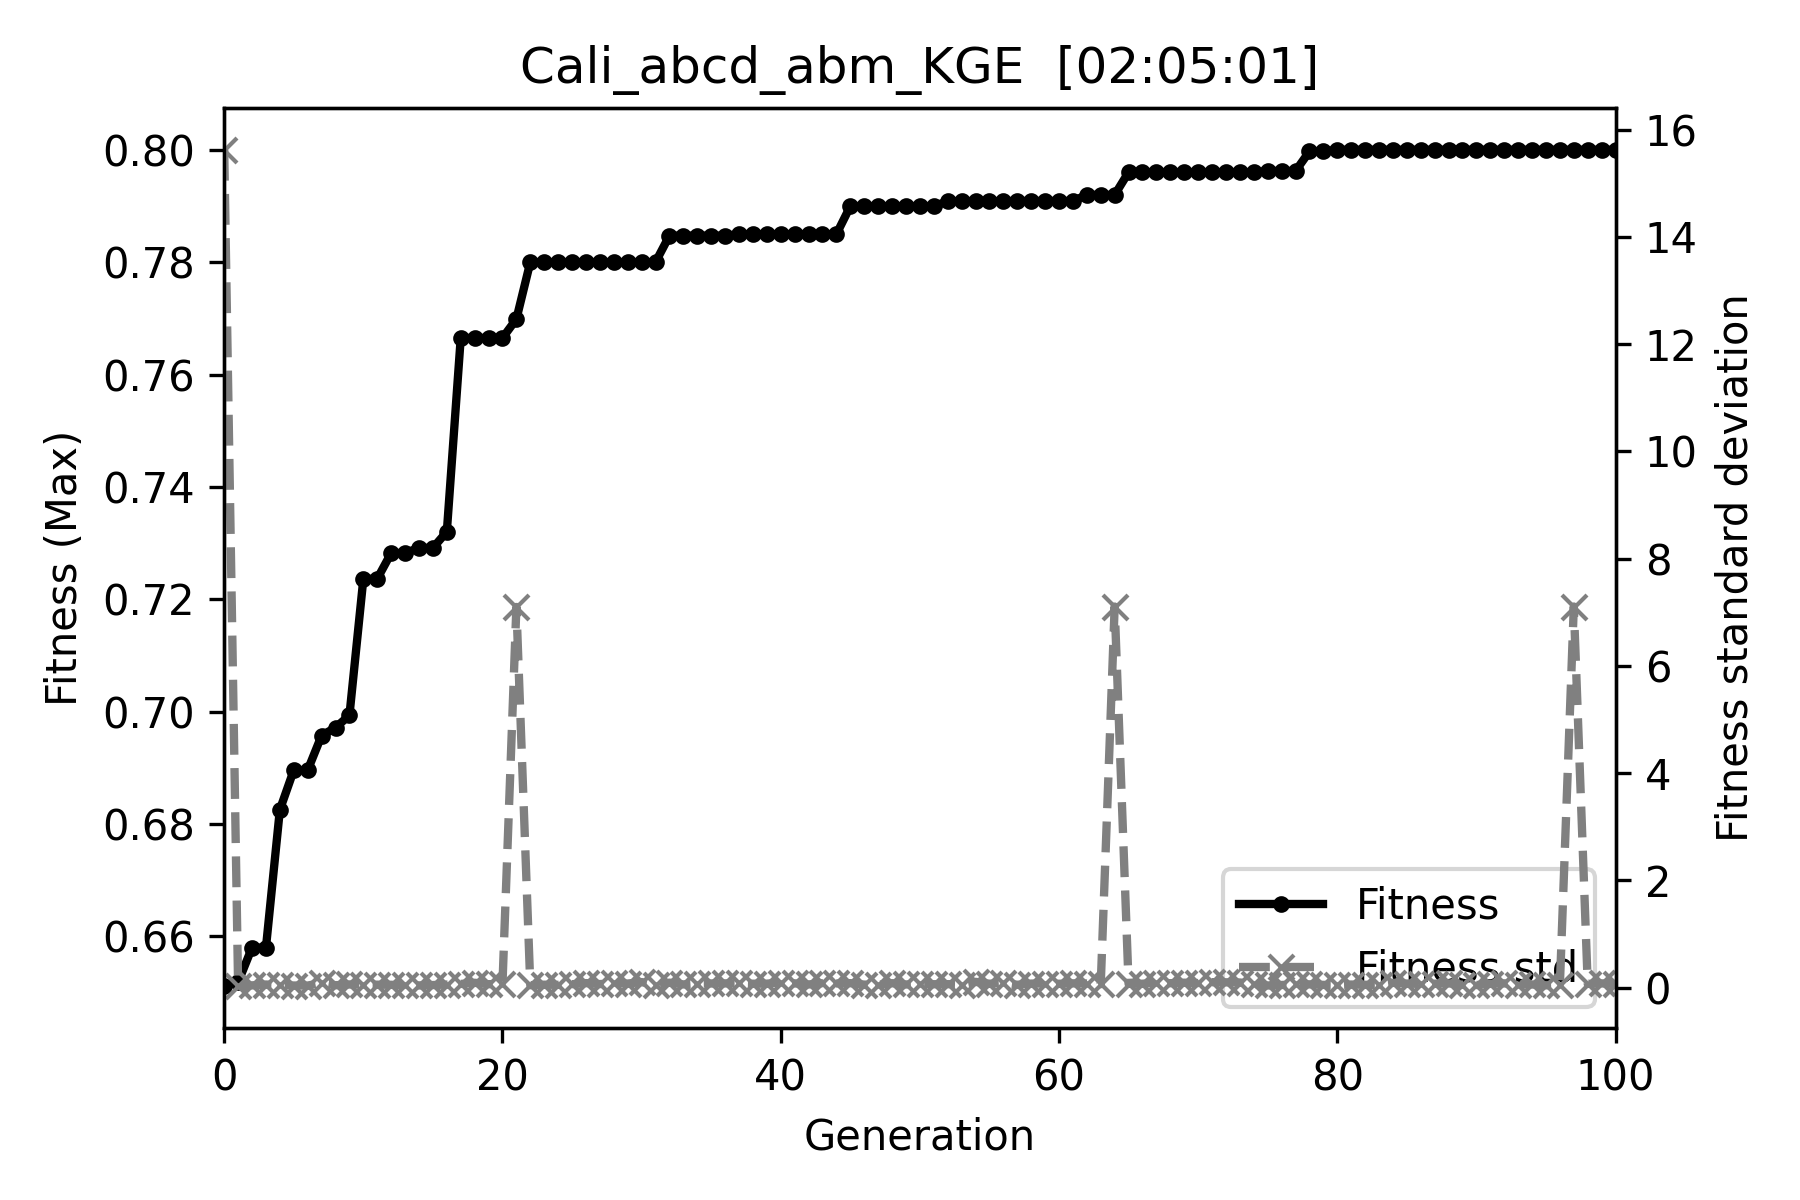 Cali_abcd_abm_KGE [02:05:01]
Fitness (Max)
0.80
0.78
0.76
0.74
0.72
0.70
0.68
0.66
16
14
12
10
8
6
4
2
0
Fitness standard deviation
Fitness
Fitness std
0 20 40 60 80 100
Generation